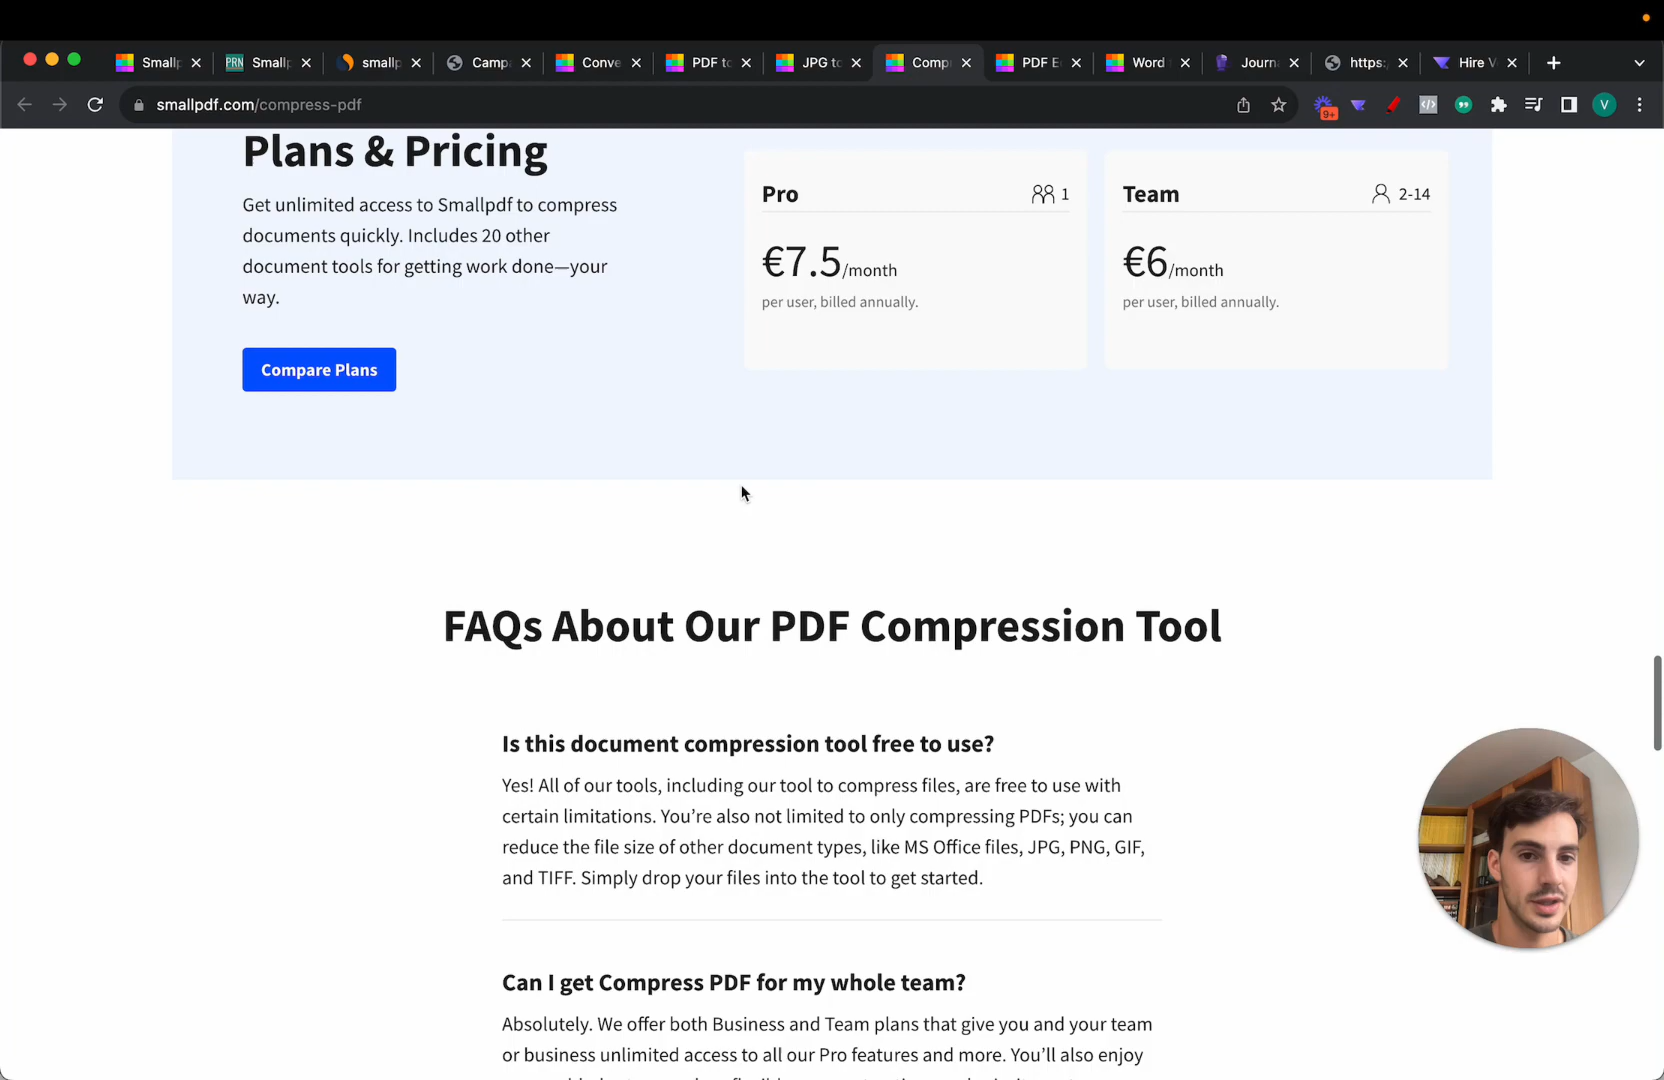 Smallp
PRN Smallp
smallp
Camp
Conve
PDF to
JPG to
Comp
PDF E
Word
Journ
https:
Hire V
smallpdf.com/compress-pdf
9+
V
Plans & Pricing
Get unlimited access to Smallpdf to compress
documents quickly. Includes 20 other
document tools for getting work done—your
way.
Compare Plans
Pro 1
€7.5/month
per user, billed annually.
Team 2-14
€6/month
per user, billed annually.
FAQs About Our PDF Compression Tool
Is this document compression tool free to use?
Yes! All of our tools, including our tool to compress files, are free to use with
certain limitations. You’re also not limited to only compressing PDFs; you can
reduce the file size of other document types, like MS Office files, JPG, PNG, GIF,
and TIFF. Simply drop your files into the tool to get started.
Can I get Compress PDF for my whole team?
Absolutely. We offer both Business and Team plans that give you and your team
or business unlimited access to all our Pro features and more. You’ll also enjoy